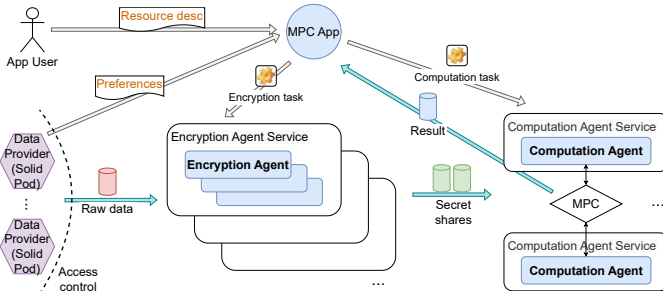 Resource desc
MPC App
App User
Preferences
Encryption task
Computation task
Result
Data
Provider
(Solid
Pod)
⋮
Data
Provider
(Solid
Pod)
Access
control
Raw data
Encryption Agent Service
Encryption Agent
...
Secret
shares
Computation Agent Service
Computation Agent
MPC
...
Computation Agent Service
Computation Agent